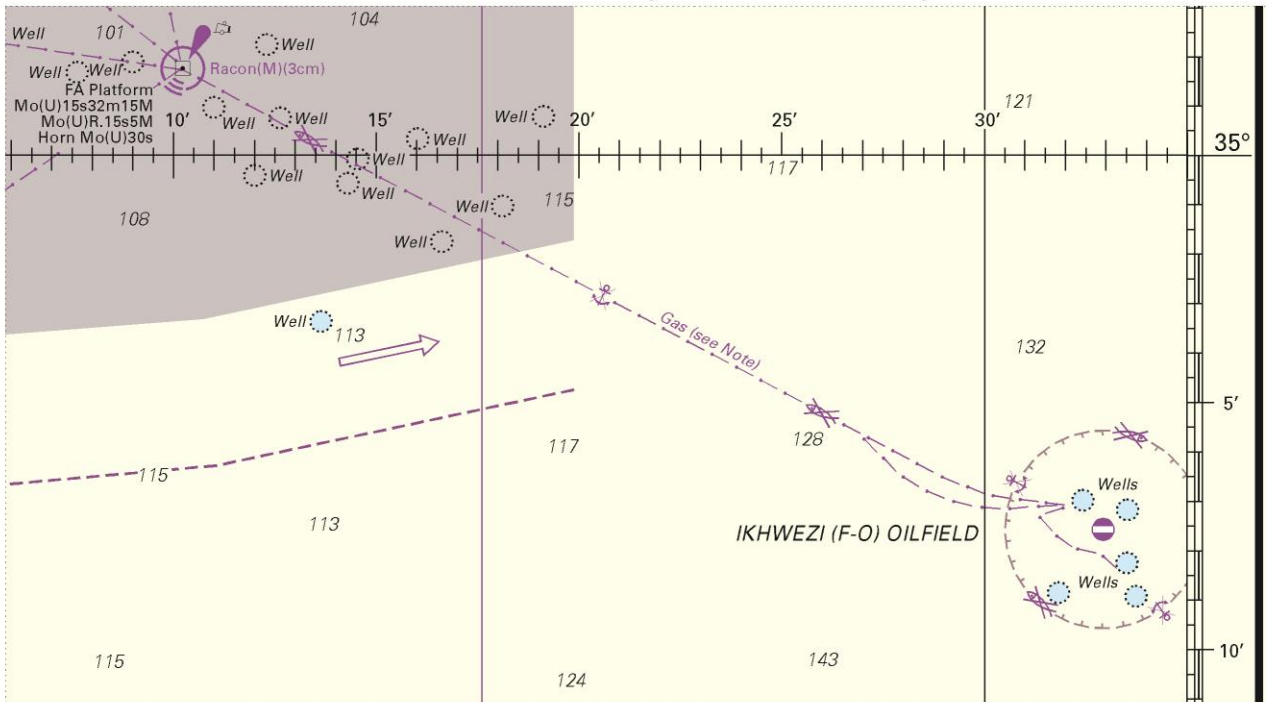 104
Well
101
Well
Well
Well
Well
Racon(M)(3cm)
FA Platform
Mo(U)15s32m15M
Mo(U)R.15s5M
Horn Mo(U)30s
121
Well
Well
Well
10′
15′
20′
25′
30′
Well
35°
Well
117
Well
Well
Well
115
108
Well
Well
113
Gas (see Note)
132
5′
128
117
115
Wells
113
IKHWEZI (F-O) OILFIELD
Wells
115
143
10′
124